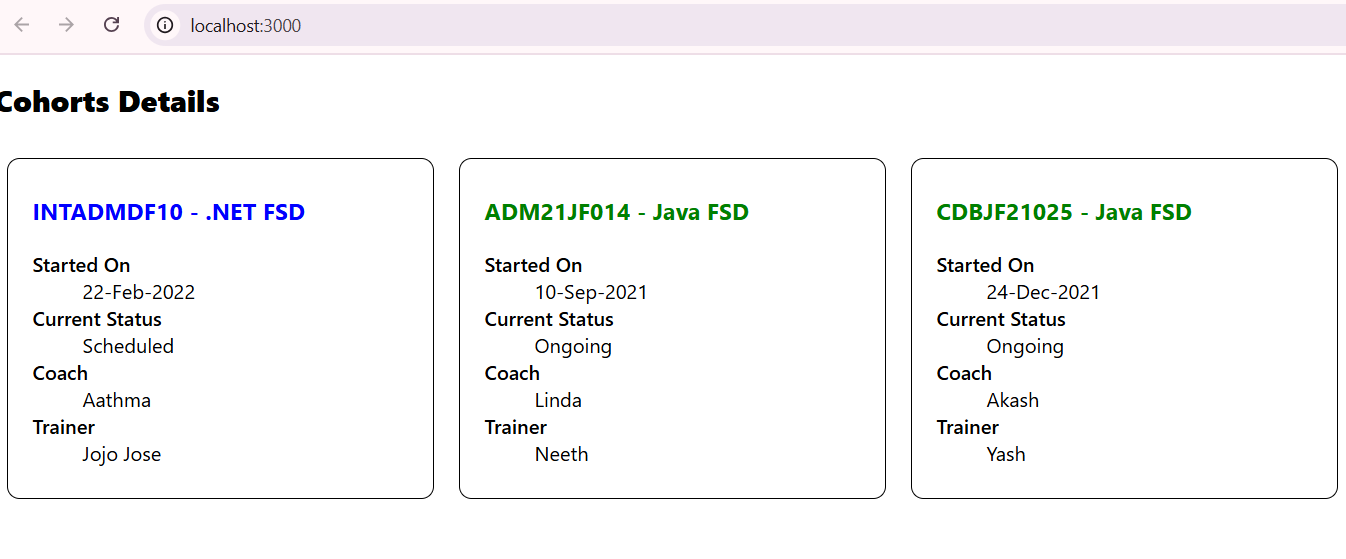 localhost:3000
Cohorts Details
INTADMDF10 - .NET FSD
Started On
22-Feb-2022
Current Status
Scheduled
Coach
Aathma
Trainer
Jojo Jose
ADM21JF014 - Java FSD
Started On
10-Sep-2021
Current Status
Ongoing
Coach
Linda
Trainer
Neeth
CDBJF21025 - Java FSD
Started On
24-Dec-2021
Current Status
Ongoing
Coach
Akash
Trainer
Yash